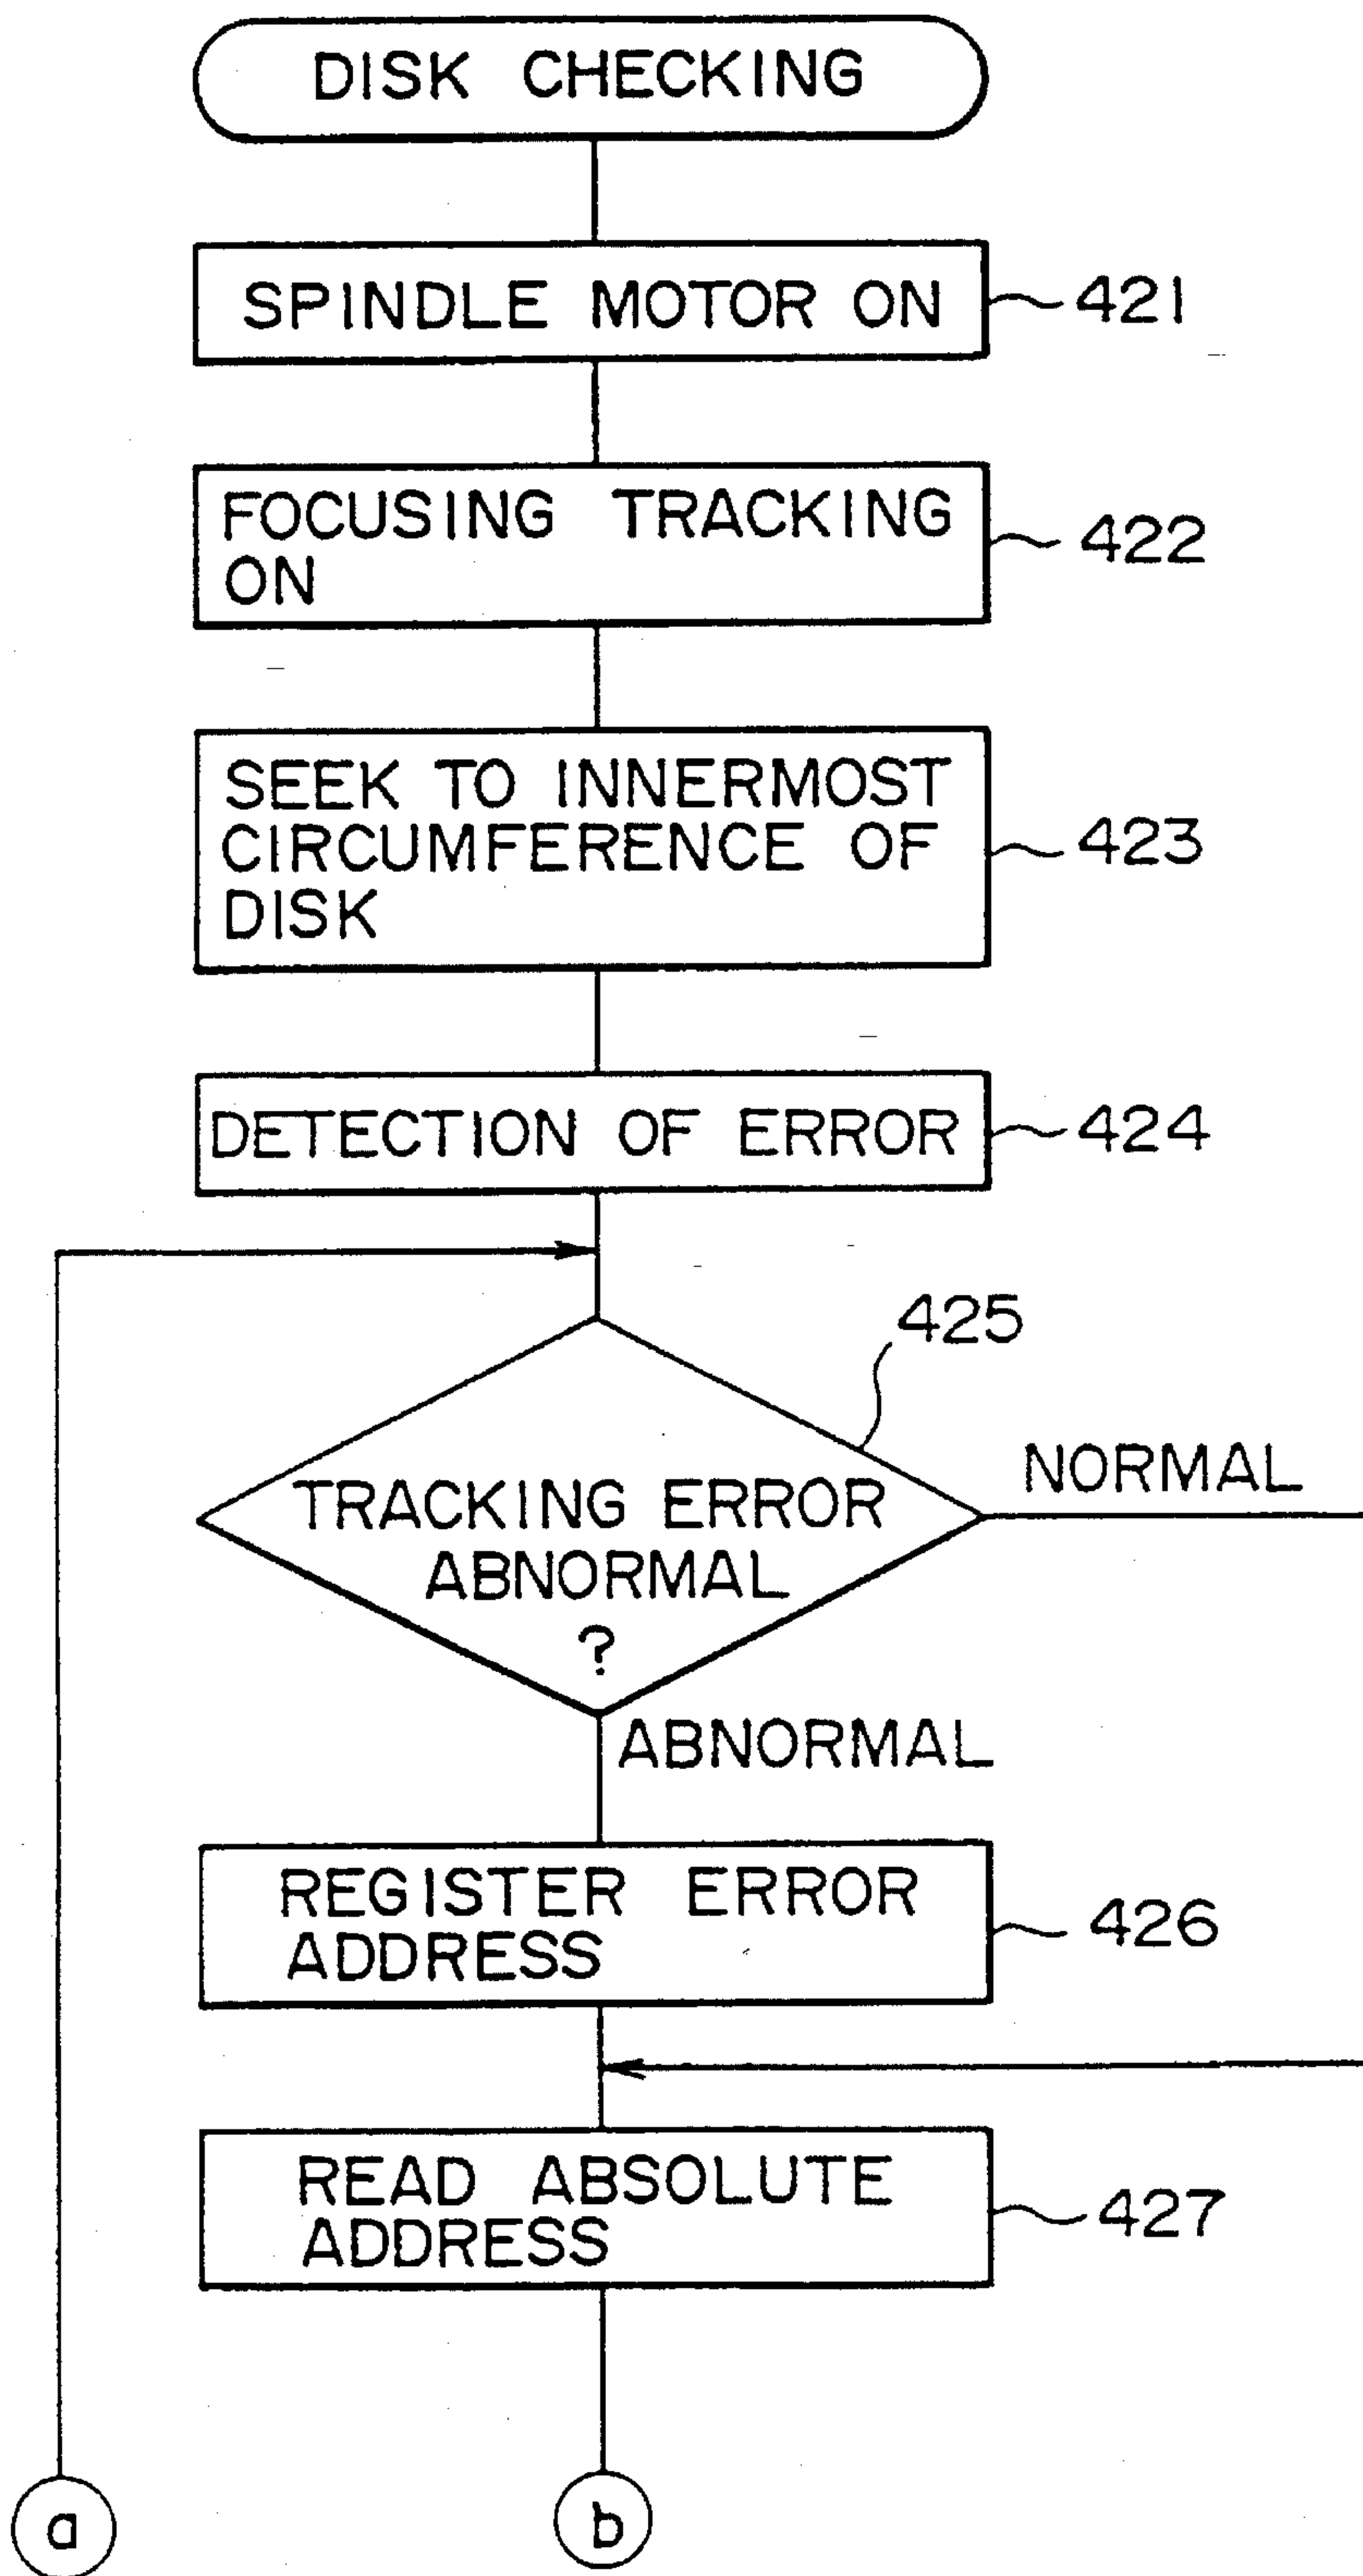 DISK CHECKING
SPINDLE MOTOR ON
421
FOCUSING TRACKING
ON
422
SEEK TO INNERMOST
CIRCUMFERENCE OF
DISK
423
DETECTION OF ERROR
424
425
TRACKING ERROR
ABNORMAL
?
NORMAL
ABNORMAL
REGISTER ERROR
ADDRESS
426
READ ABSOLUTE
ADDRESS
427
a
b